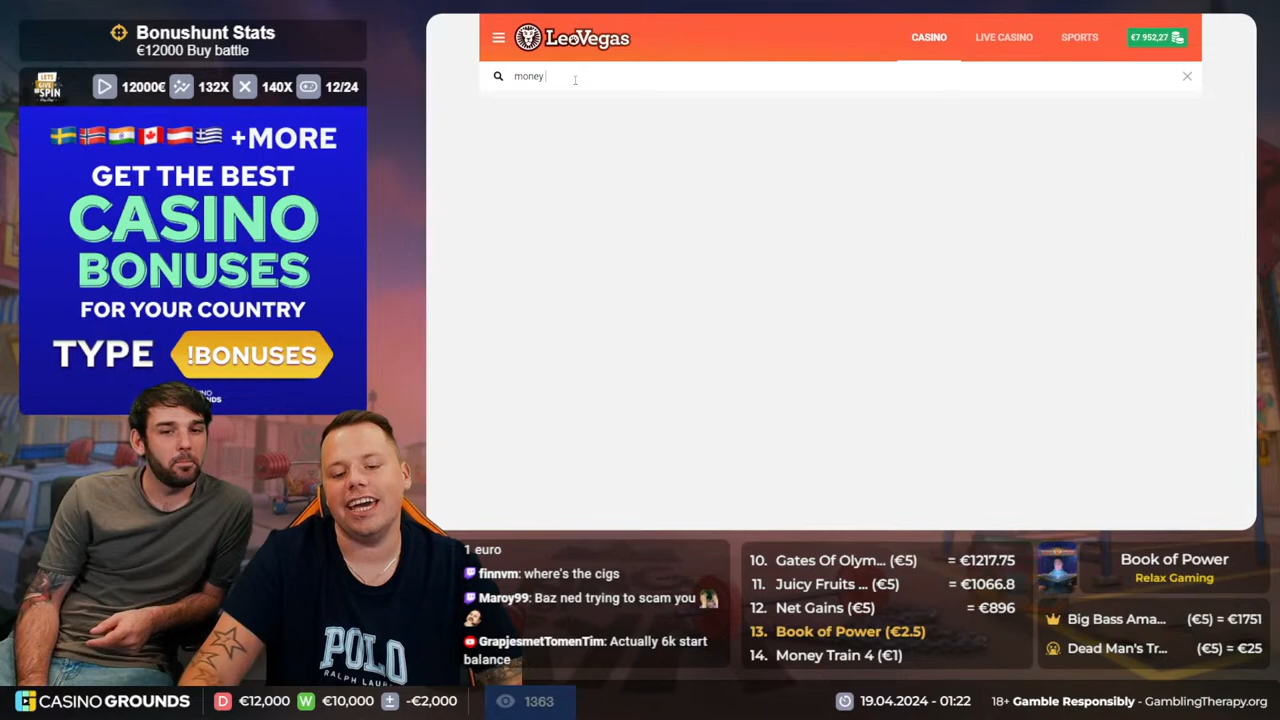 Bonushunt Stats
€12000 Buy battle
LETS GIVE IT A SPIN
12000€ 132X 140X 12/24
+MORE
GET THE BEST
CASINO
BONUSES
FOR YOUR COUNTRY
TYPE !BONUSES
LeoVegas
CASINO LIVE CASINO SPORTS €7 952,27
money
1 euro
finnvm: where's the cigs
Maroy99: Baz ned trying to scam you
GrapjesmetTomenTim: Actually 6k start
balance
10. Gates Of Olym... (€5) = €1217.75
11. Juicy Fruits ... (€5) = €1066.8
12. Net Gains (€5) = €896
13. Book of Power (€2.5)
14. Money Train 4 (€1)
Book of Power
Relax Gaming
Big Bass Ama... (€5) = €1751
Dead Man's Tr... (€5) = €25
POLO
CASINOGROUNDS D €12,000 W €10,000 ± -€2,000 1363 19.04.2024 - 01:22 18+ Gamble Responsibly - GamblingTherapy.org